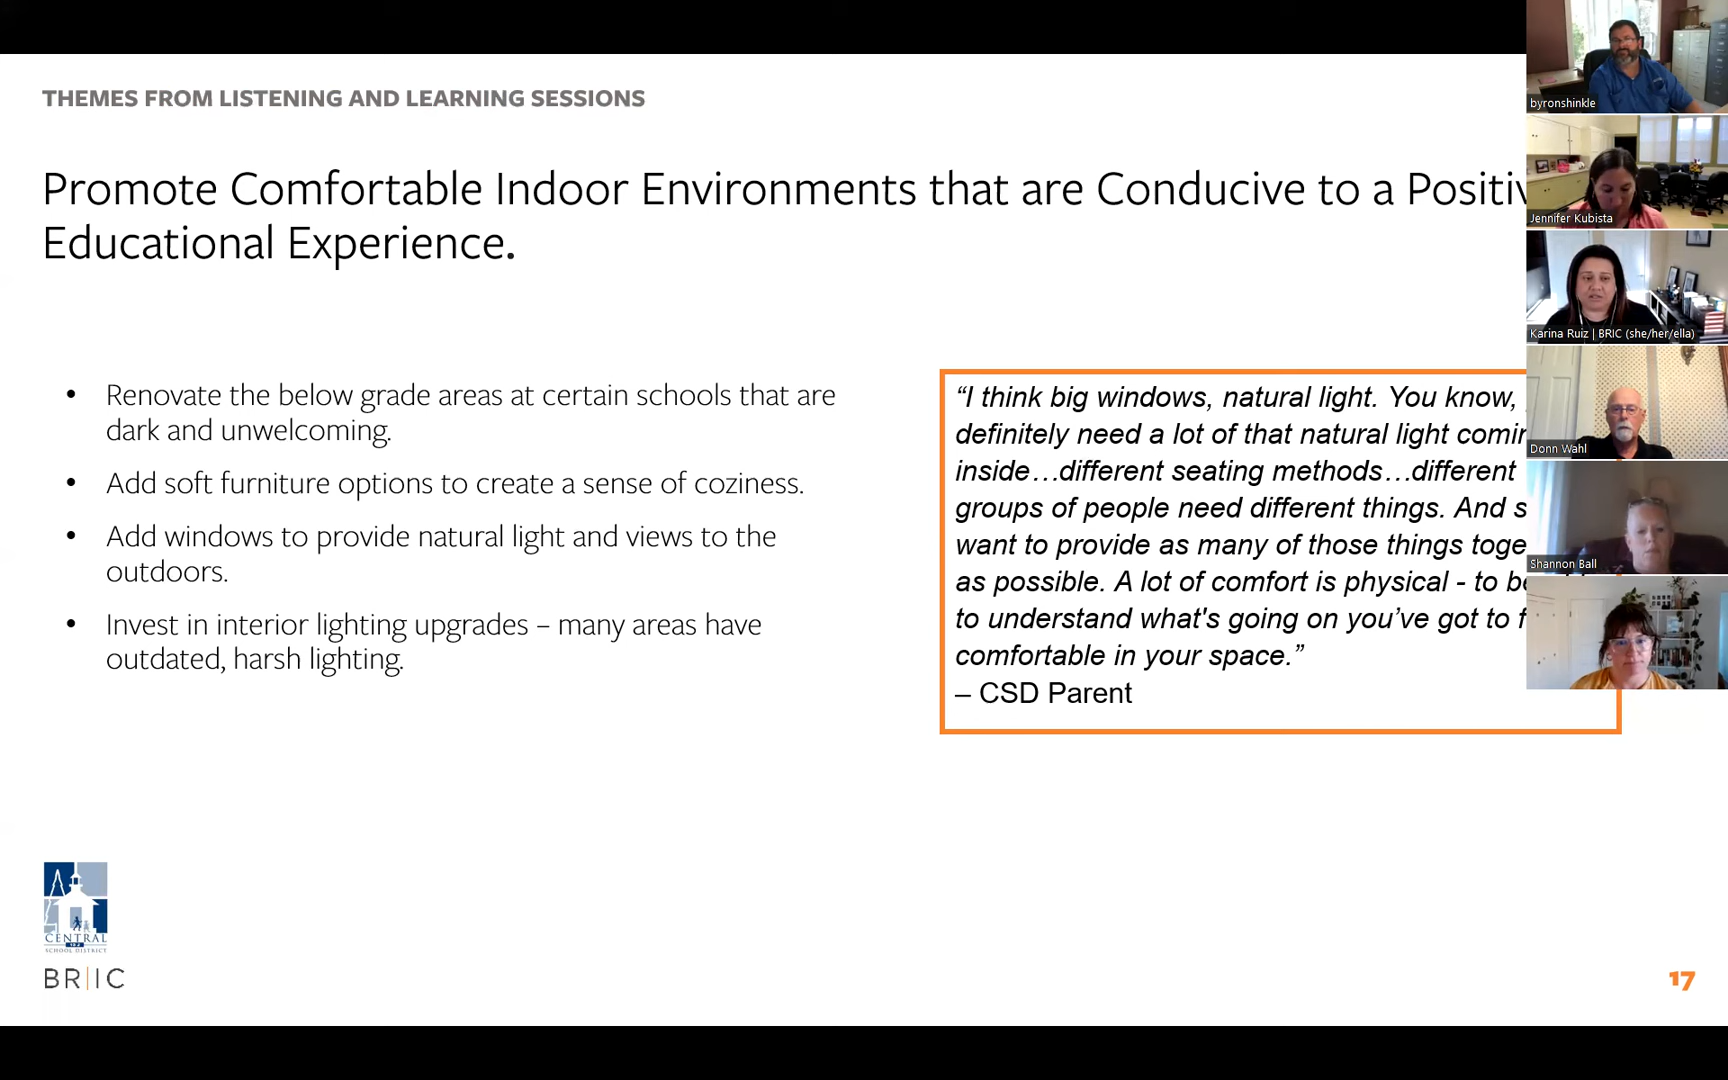 THEMES FROM LISTENING AND LEARNING SESSIONS
Promote Comfortable Indoor Environments that are Conducive to a
Educational Experience.
• Renovate the below grade areas at certain schools that are
dark and unwelcoming.
• Add soft furniture options to create a sense of coziness.
• Add windows to provide natural light and views to the
outdoors.
• Invest in interior lighting upgrades – many areas have
outdated, harsh lighting.
“I think big windows, natural light. You know,
definitely need a lot of that natural light
inside…different seating methods…different
groups of people need different things. And
want to provide as many of those things
as possible. A lot of comfort is physical - to
to understand what's going on you’ve got to
comfortable in your space.”
– CSD Parent
byronshinkle
Jennifer Kubista
Karina Ruiz | BRIC (she/her/ella)
Donn Wahl
Shannon Ball
CENTRAL
SCHOOL DISTRICT
BR|IC
17